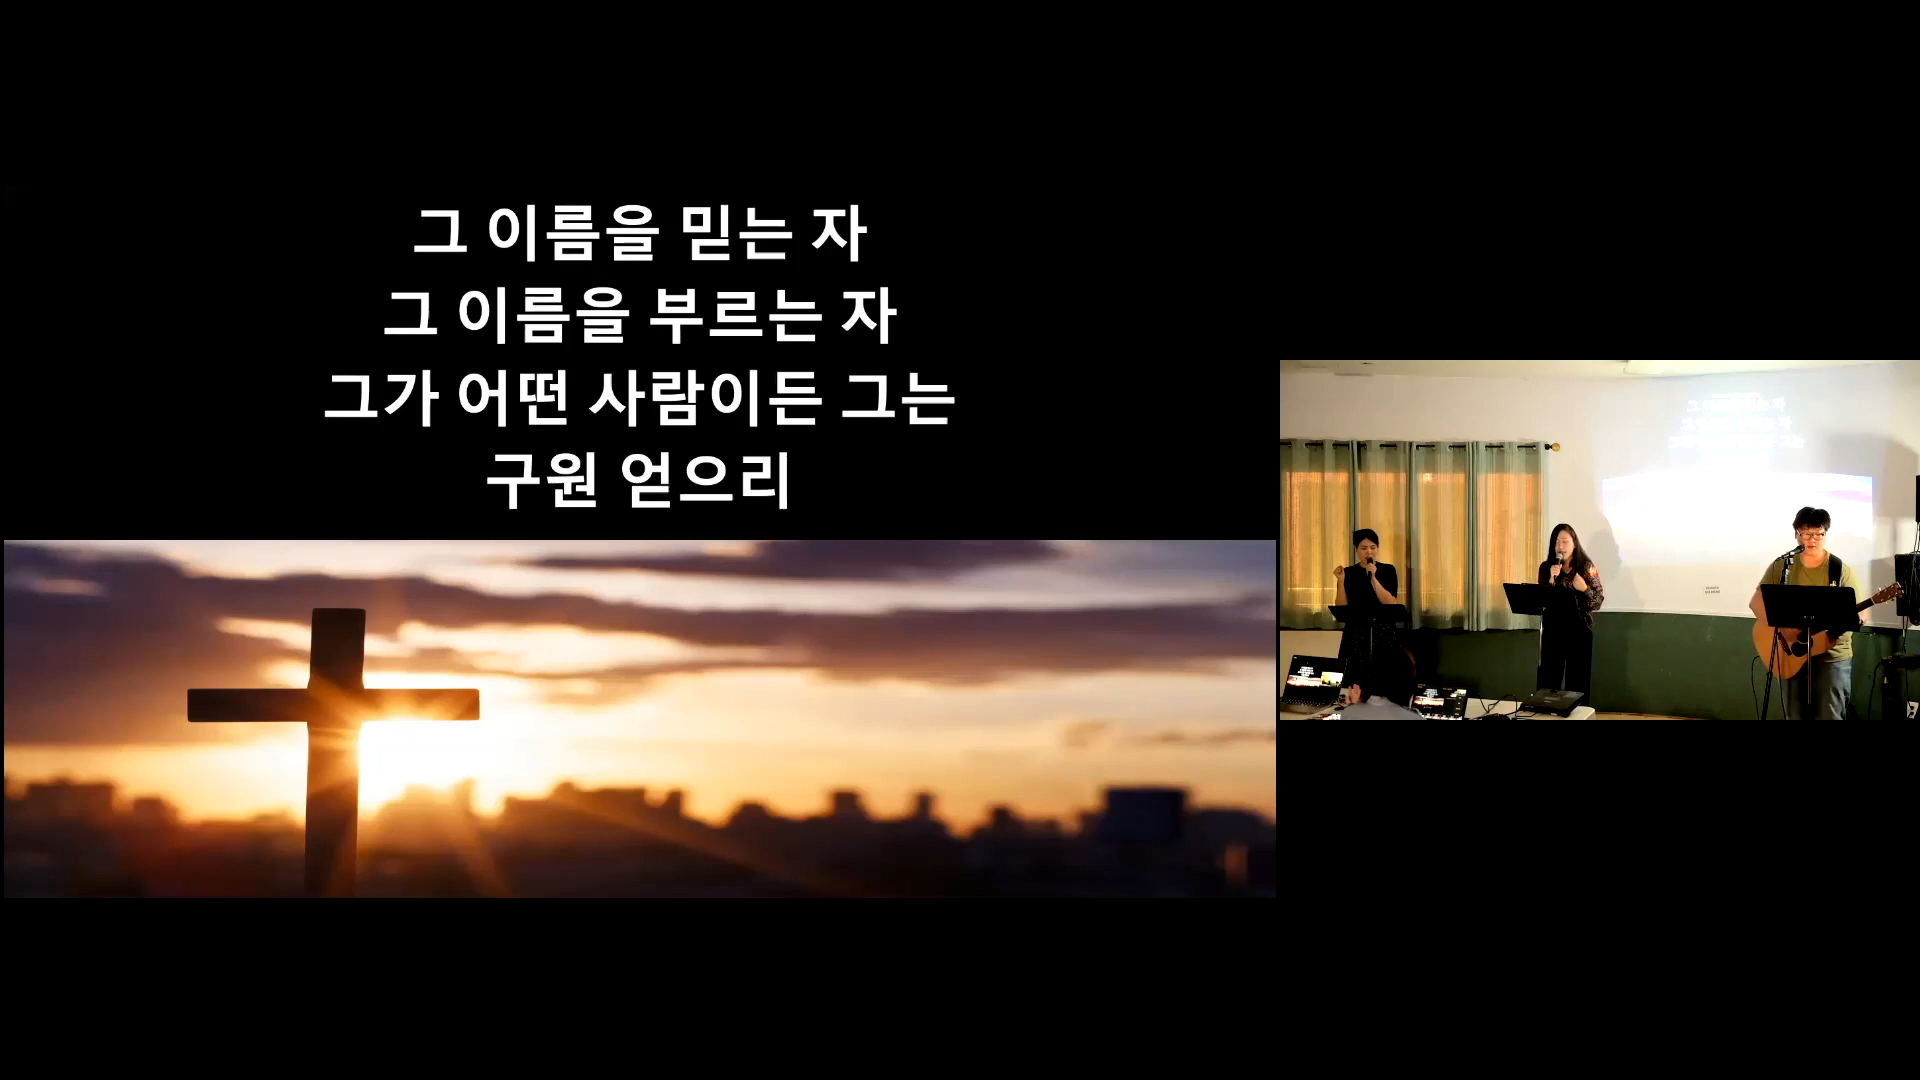 그 이름을 믿는 자
그 이름을 부르는 자
그가 어떤 사람이든 그는
구원 얻으리